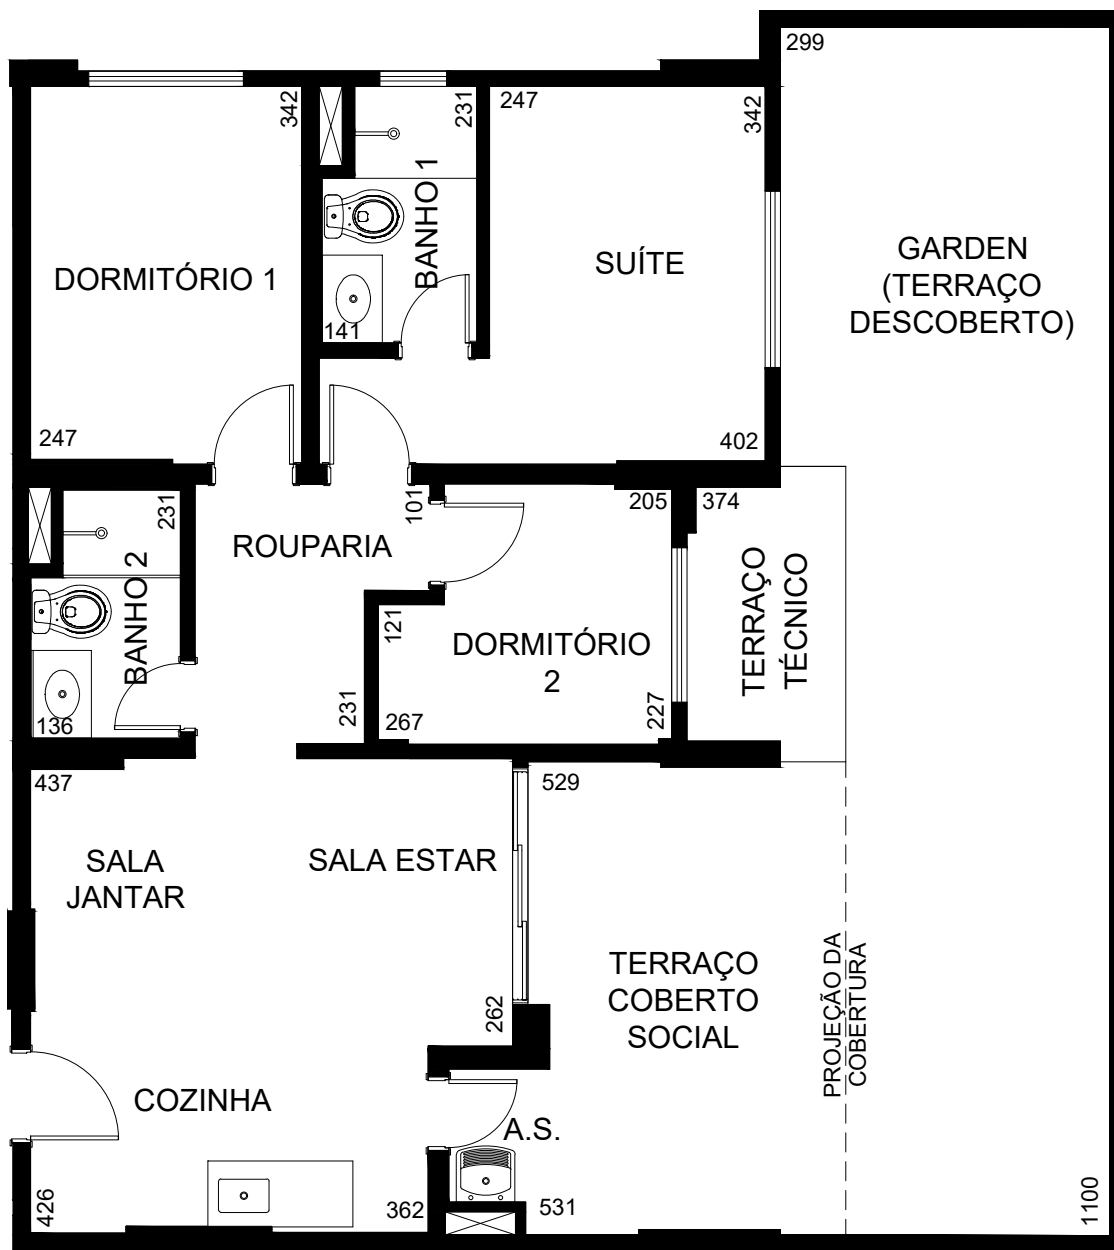 299
342
231
247
342
DORMITÓRIO 1
BANHO 1
SUÍTE
GARDEN
(TERRAÇO
DESCOBERTO)
141
247
402
231
101
205
374
ROUPARIA
BANHO 2
121
DORMITÓRIO
2
TERRAÇO
TÉCNICO
136
231
267
227
437
529
SALA
JANTAR
SALA ESTAR
TERRAÇO
COBERTO
SOCIAL
PROJEÇÃO DA
COBERTURA
262
COZINHA
A.S.
426
362
531
1100